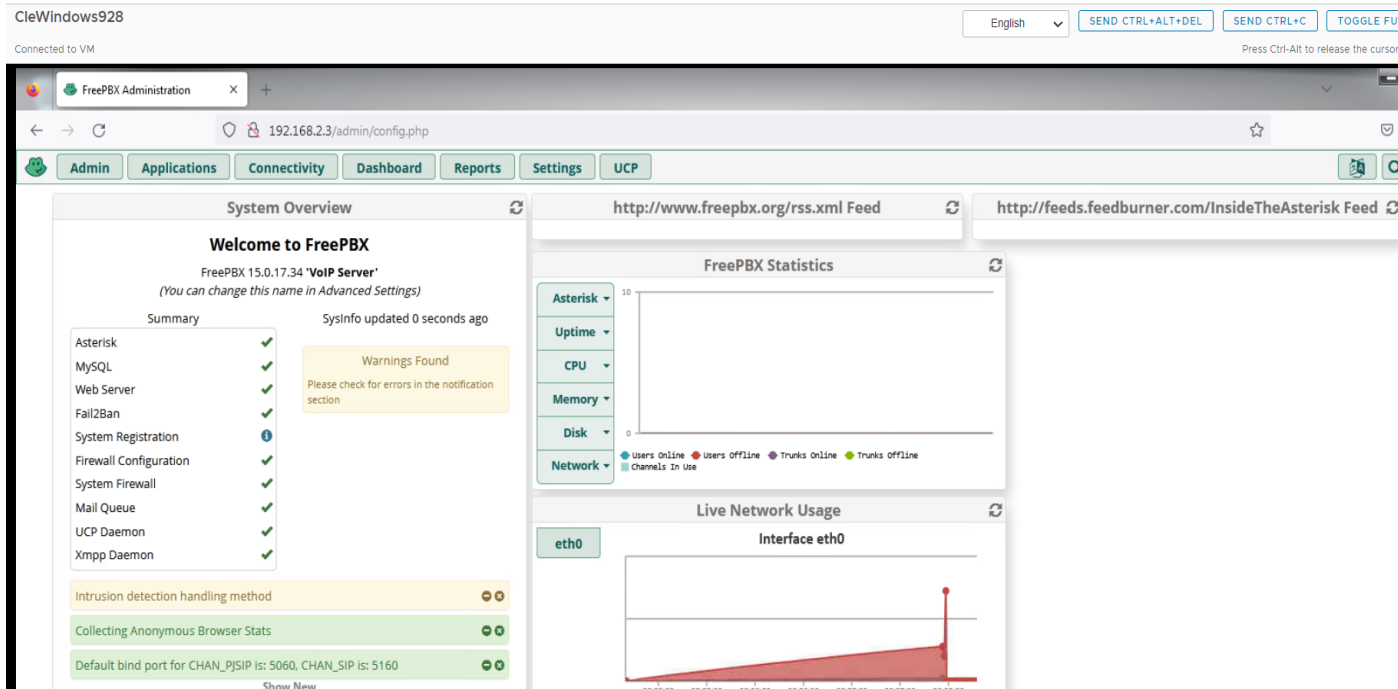 CleWindows928
English
SEND CTRL+ALT+DEL
SEND CTRL+C
TOGGLE FU
Connected to VM
Press Ctrl-Alt to release the cursor
FreePBX Administration
192.168.2.3/admin/config.php
Admin
Applications
Connectivity
Dashboard
Reports
Settings
UCP
System Overview
Welcome to FreePBX
FreePBX 15.0.17.34 'VoIP Server'
(You can change this name in Advanced Settings)
Summary
SysInfo updated 0 seconds ago
Asterisk
MySQL
Web Server
Fail2Ban
System Registration
Firewall Configuration
System Firewall
Mail Queue
UCP Daemon
Xmpp Daemon
Warnings Found
Please check for errors in the notification
section
Intrusion detection handling method
Collecting Anonymous Browser Stats
Default bind port for CHAN_PJSIP is: 5060, CHAN_SIP is: 5160
Show New
http://www.freepbx.org/rss.xml Feed
http://feeds.feedburner.com/InsideTheAsterisk Feed
FreePBX Statistics
Asterisk
Uptime
CPU
Memory
Disk
Network
10
0
Users Online Users Offline Trunks Online Trunks Offline
Channels In Use
Live Network Usage
eth0
Interface eth0